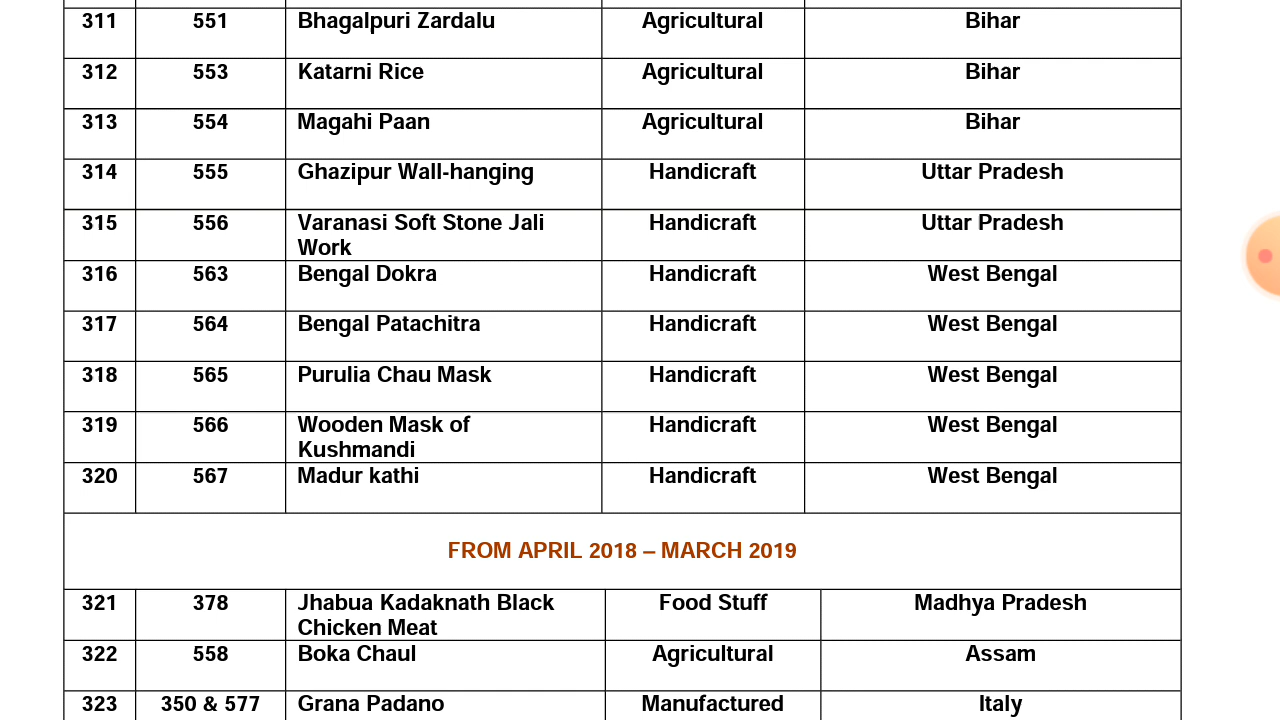 311 551 Bhagalpuri Zardalu Agricultural Bihar
312 553 Katarni Rice Agricultural Bihar
313 554 Magahi Paan Agricultural Bihar
314 555 Ghazipur Wall-hanging Handicraft Uttar Pradesh
315 556 Varanasi Soft Stone Jali Handicraft Uttar Pradesh
Work
316 563 Bengal Dokra Handicraft West Bengal
317 564 Bengal Patachitra Handicraft West Bengal
318 565 Purulia Chau Mask Handicraft West Bengal
319 566 Wooden Mask of Handicraft West Bengal
Kushmandi
320 567 Madur kathi Handicraft West Bengal
FROM APRIL 2018 – MARCH 2019
321 378 Jhabua Kadaknath Black Food Stuff Madhya Pradesh
Chicken Meat
322 558 Boka Chaul Agricultural Assam
323 350 & 577 Grana Padano Manufactured Italy